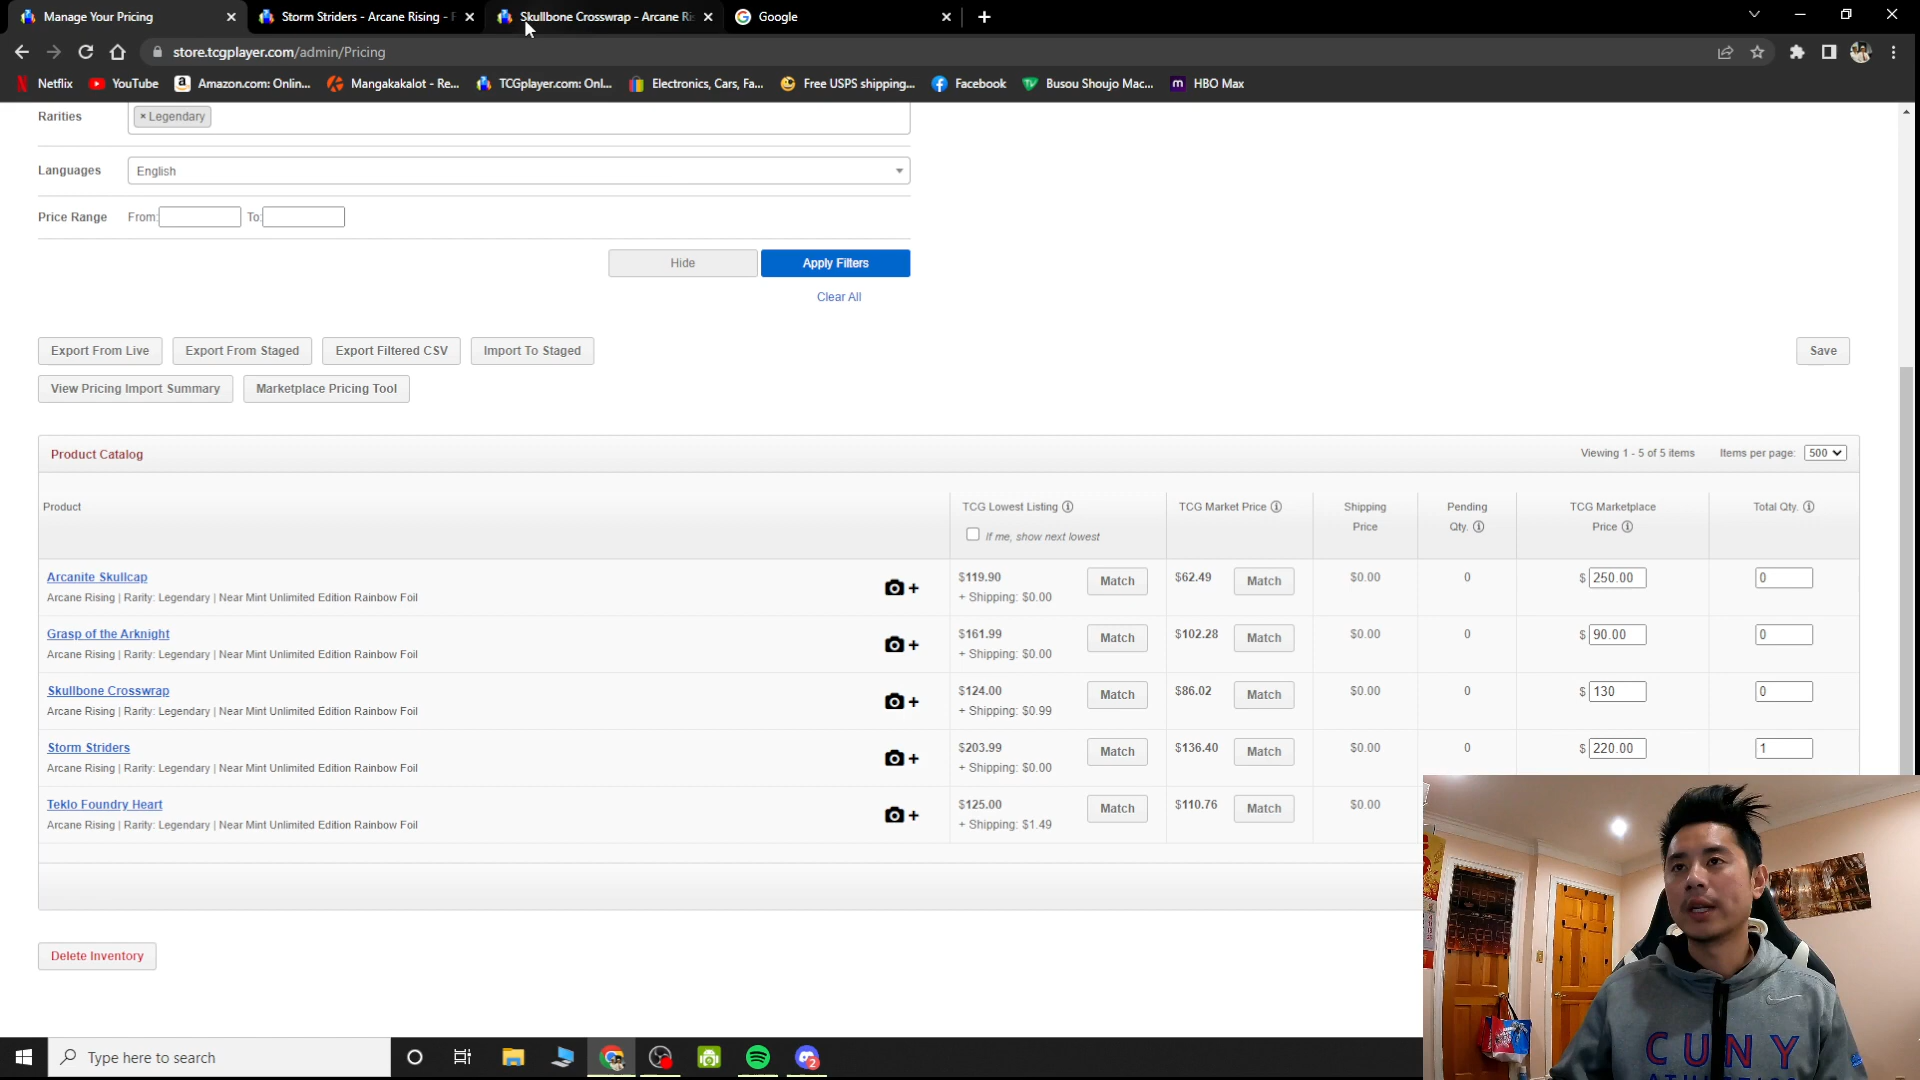 Manage Your Pricing
Storm Striders - Arcane Rising - F
Skullbone Crosswrap - Arcane Ris
Google
store.tcgplayer.com/admin/Pricing
Netflix
YouTube
Amazon.com: Onlin...
Mangakakalot - Re...
TCGplayer.com: Onl...
Electronics, Cars, Fa...
Free USPS shipping...
Facebook
Busou Shoujo Mac...
HBO Max
Rarities
× Legendary
Languages
English
Price Range
From:
To:
Hide
Apply Filters
Clear All
Export From Live
Export From Staged
Export Filtered CSV
Import To Staged
Save
View Pricing Import Summary
Marketplace Pricing Tool
Product Catalog
Viewing 1 - 5 of 5 items
Items per page: 500
Product
TCG Lowest Listing
If me, show next lowest
TCG Market Price
Shipping Price
Pending Qty.
TCG Marketplace Price
Total Qty.
Arcanite Skullcap
Arcane Rising | Rarity: Legendary | Near Mint Unlimited Edition Rainbow Foil
$119.90
+ Shipping: $0.00
Match
$62.49
Match
$0.00
0
$ 250.00
0
Grasp of the Arknight
Arcane Rising | Rarity: Legendary | Near Mint Unlimited Edition Rainbow Foil
$161.99
+ Shipping: $0.00
Match
$102.28
Match
$0.00
0
$ 90.00
0
Skullbone Crosswrap
Arcane Rising | Rarity: Legendary | Near Mint Unlimited Edition Rainbow Foil
$124.00
+ Shipping: $0.99
Match
$86.02
Match
$0.00
0
$ 130
0
Storm Striders
Arcane Rising | Rarity: Legendary | Near Mint Unlimited Edition Rainbow Foil
$203.99
+ Shipping: $0.00
Match
$136.40
Match
$0.00
0
$ 220.00
1
Teklo Foundry Heart
Arcane Rising | Rarity: Legendary | Near Mint Unlimited Edition Rainbow Foil
$125.00
+ Shipping: $1.49
Match
$110.76
Match
$0.00
Delete Inventory
CUNY
Type here to search
2